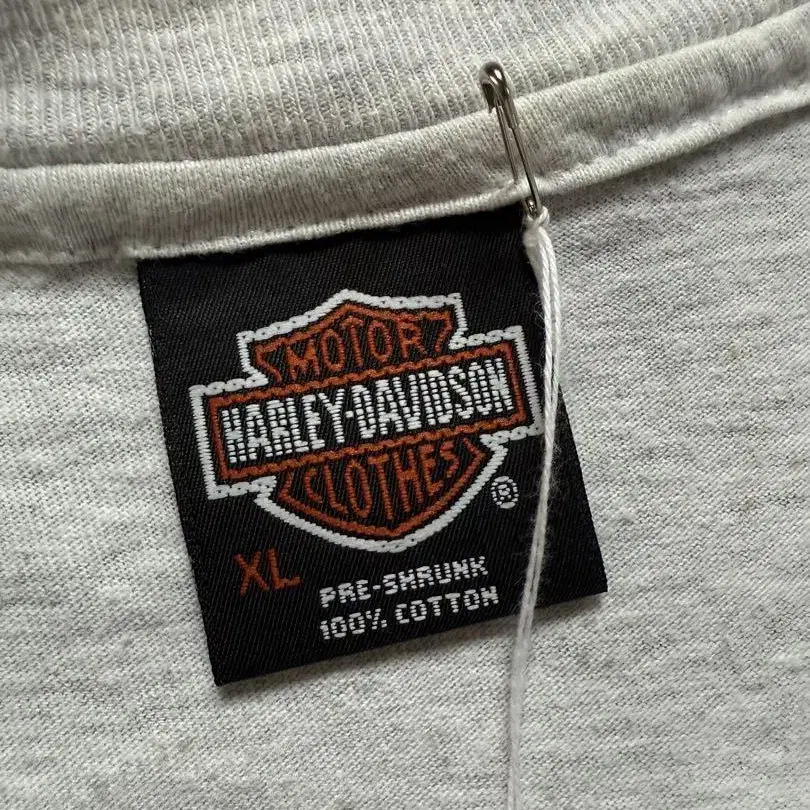 MOTOR
HARLEY-DAVIDSON
CLOTHES
®
XL
PRE-SHRUNK
100% COTTON